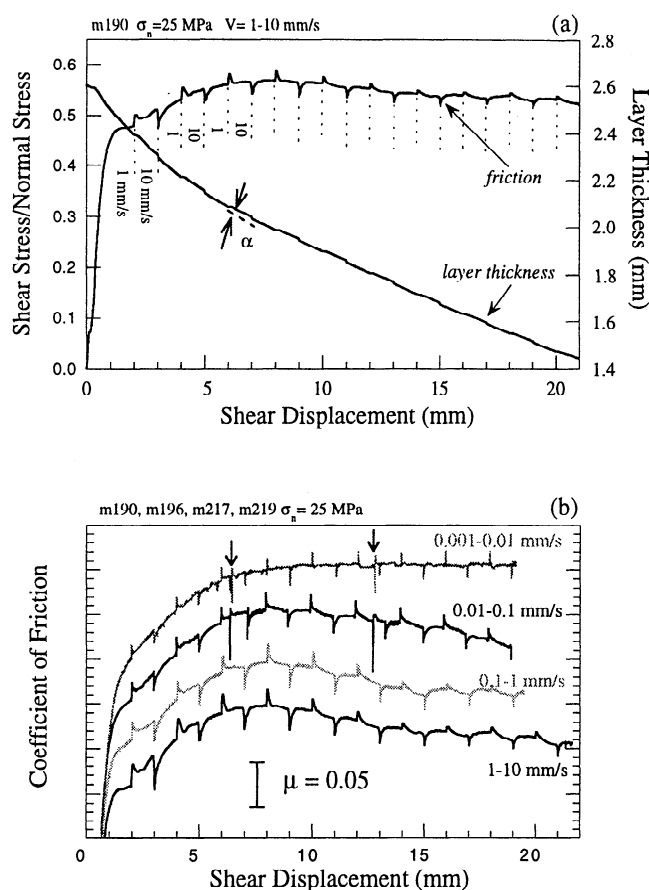 m190 σn=25 MPa V= 1-10 mm/s (a)
0.6
0.5
0.4
0.3
0.2
0.1
0.0
Shear Stress/Normal Stress
2.8
2.6
2.4
2.2
2.0
1.8
1.6
1.4
Layer Thickness (mm)
1 mm/s
10 mm/s
1
10
1
10
friction
α
layer thickness
0 5 10 15 20
Shear Displacement (mm)
m190, m196, m217, m219 σn= 25 MPa (b)
0.001-0.01 mm/s
0.01-0.1 mm/s
0.1-1 mm/s
1-10 mm/s
μ = 0.05
Coefficient of Friction
0 5 10 15 20
Shear Displacement (mm)